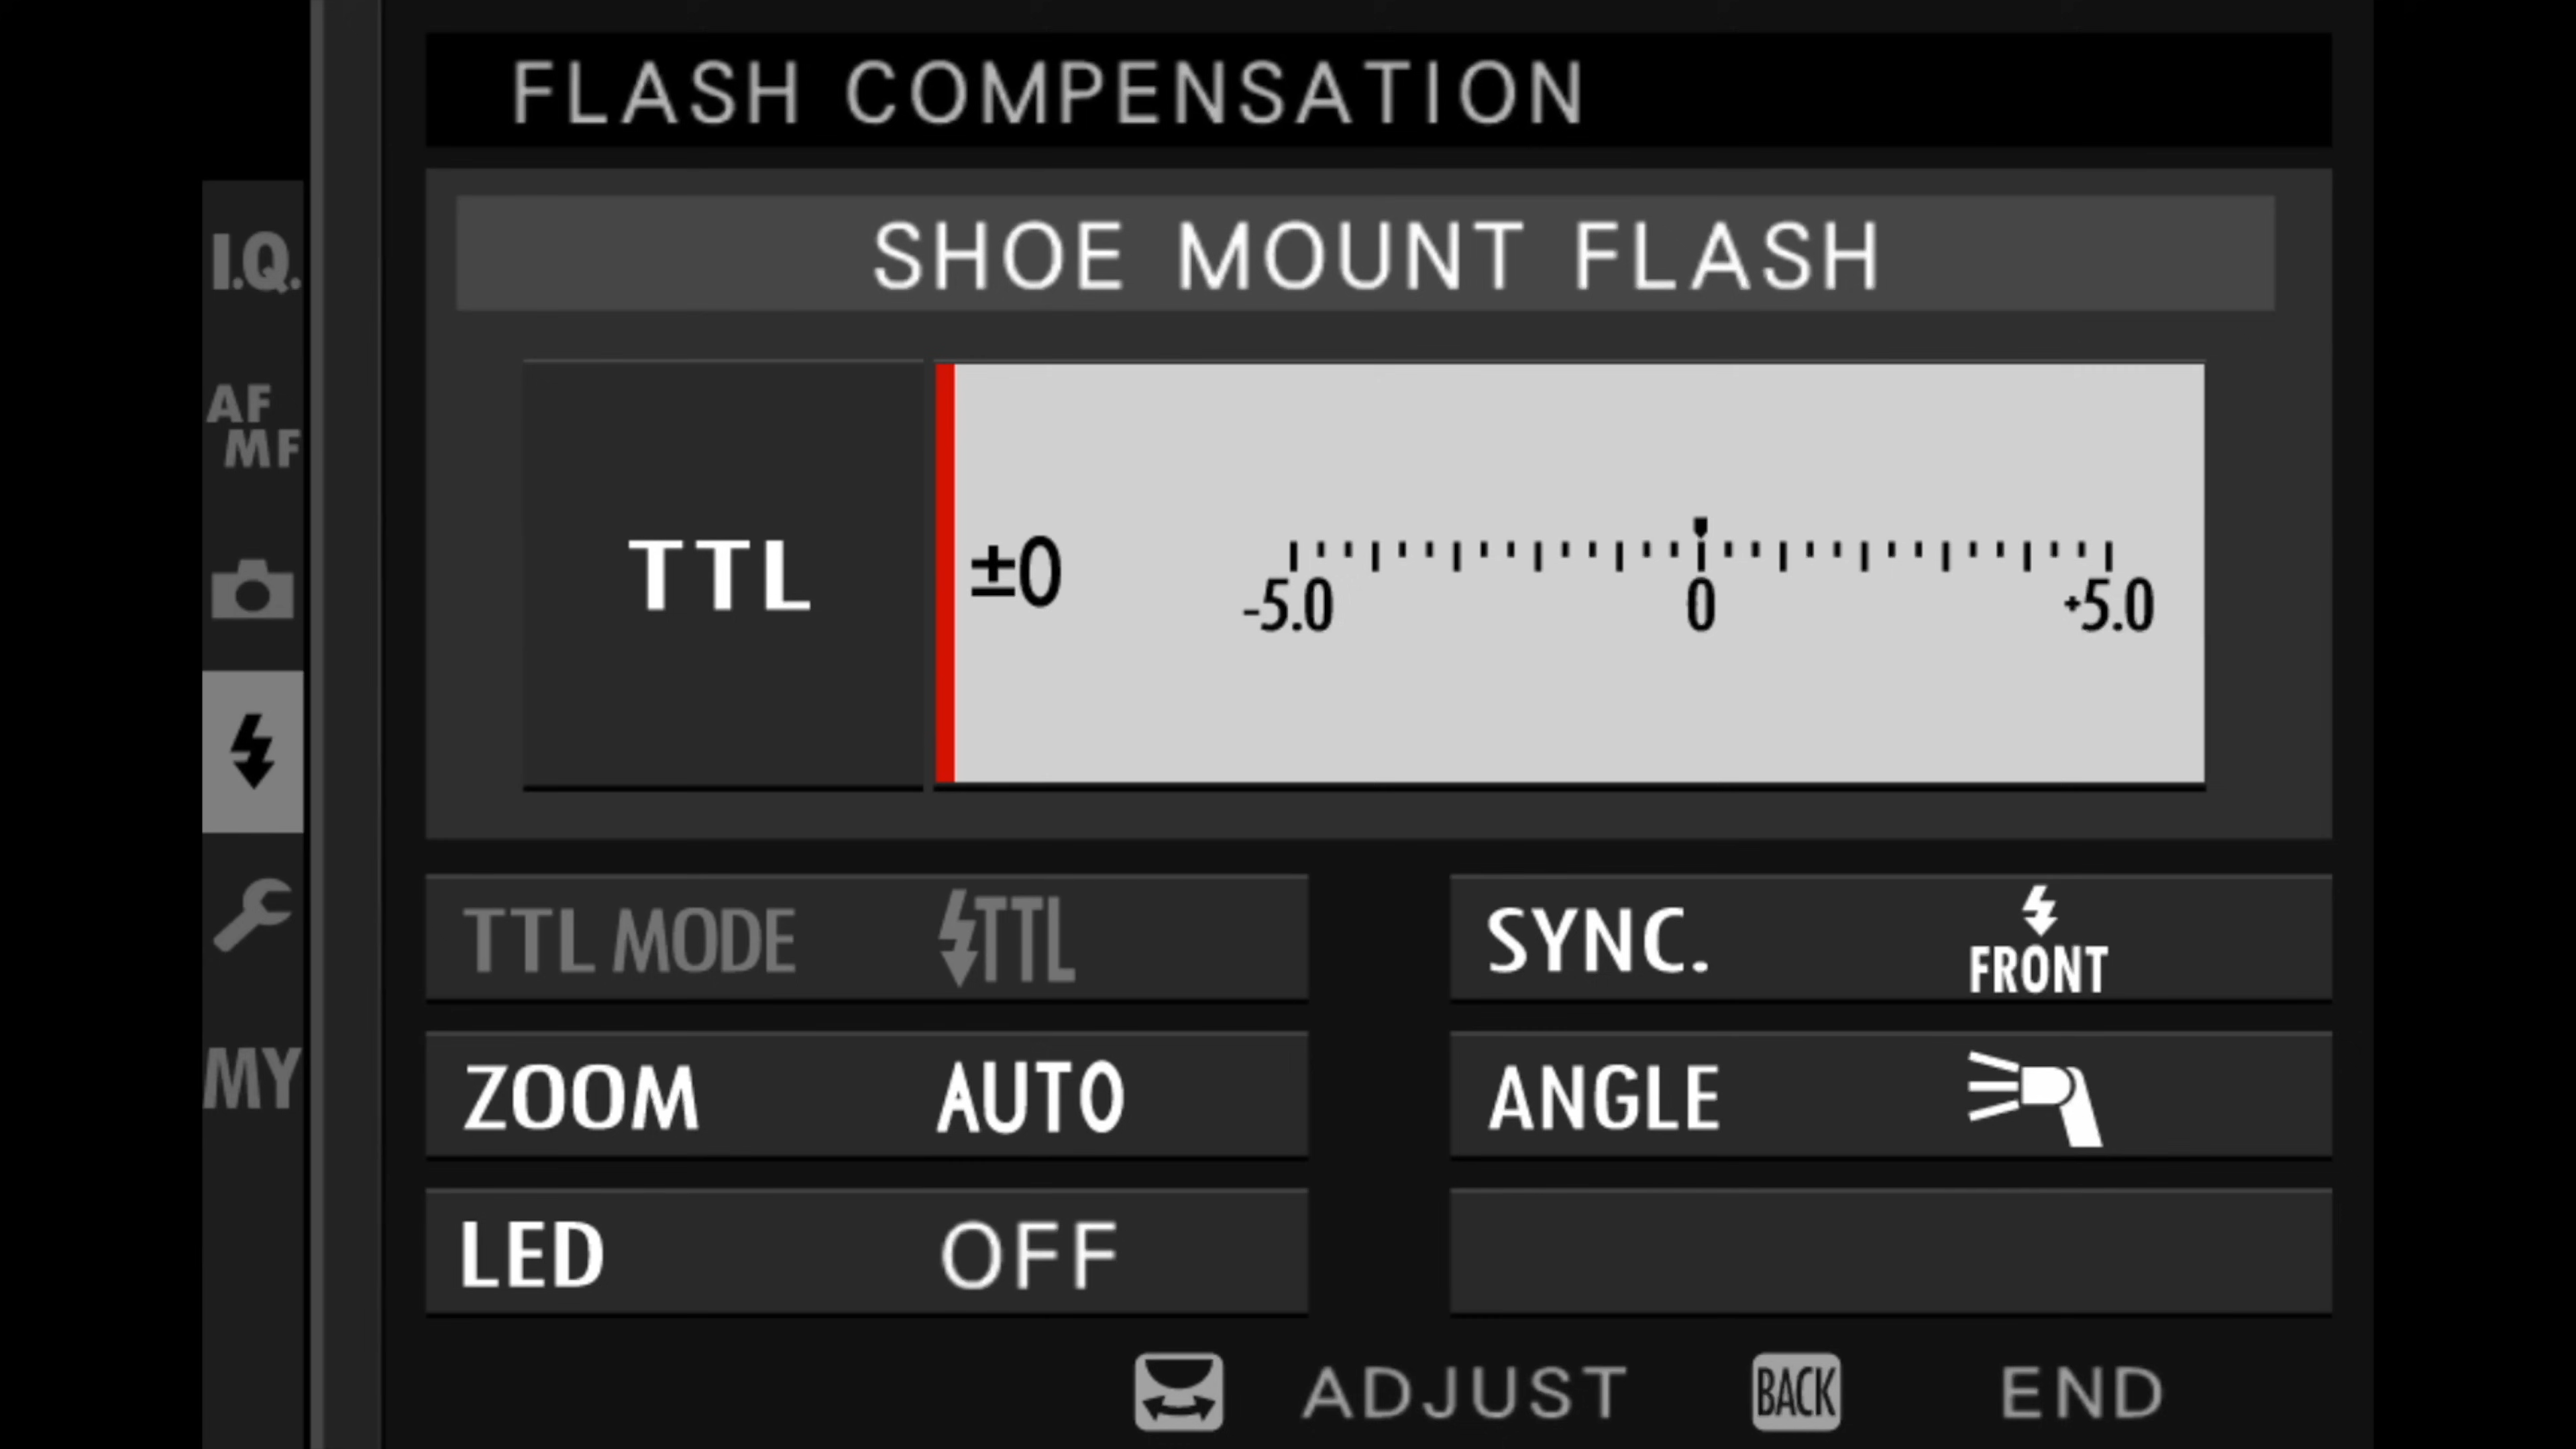 FLASH COMPENSATION
SHOE MOUNT FLASH
I.Q.
AF
MF
TTL
±0
-5.0 0 +5.0
TTL MODE TTL
SYNC. FRONT
ZOOM AUTO
ANGLE
MY
LED OFF
ADJUST BACK END